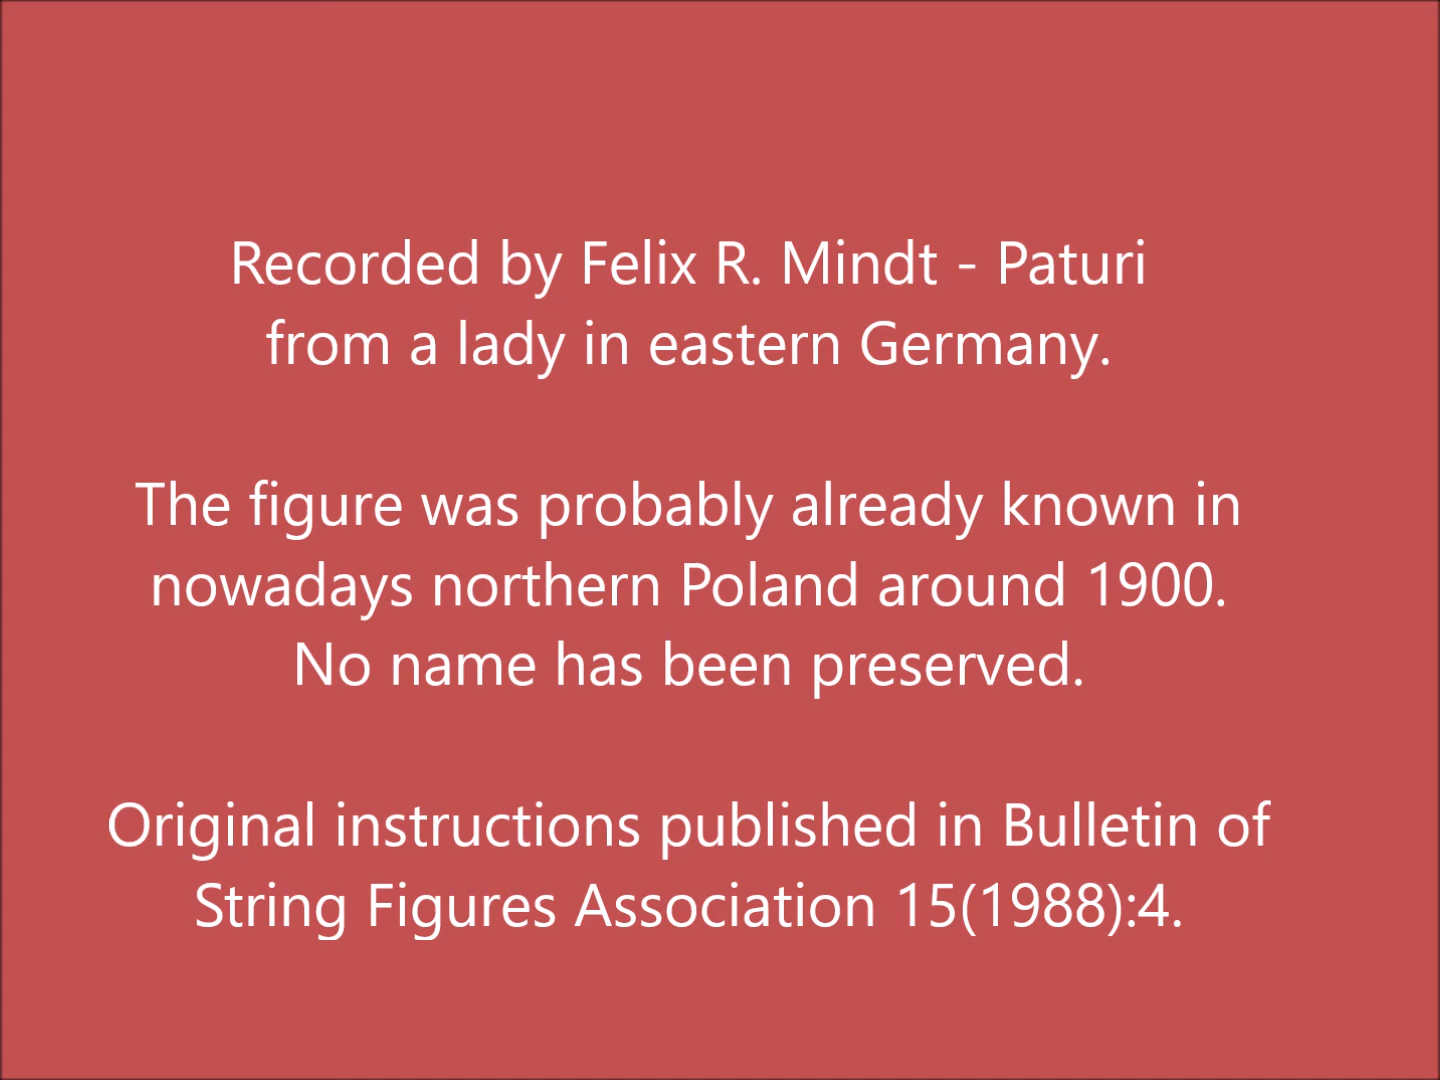 Recorded by Felix R. Mindt - Paturi
from a lady in eastern Germany.
The figure was probably already known in
nowadays northern Poland around 1900.
No name has been preserved.
Original instructions published in Bulletin of
String Figures Association 15(1988):4.